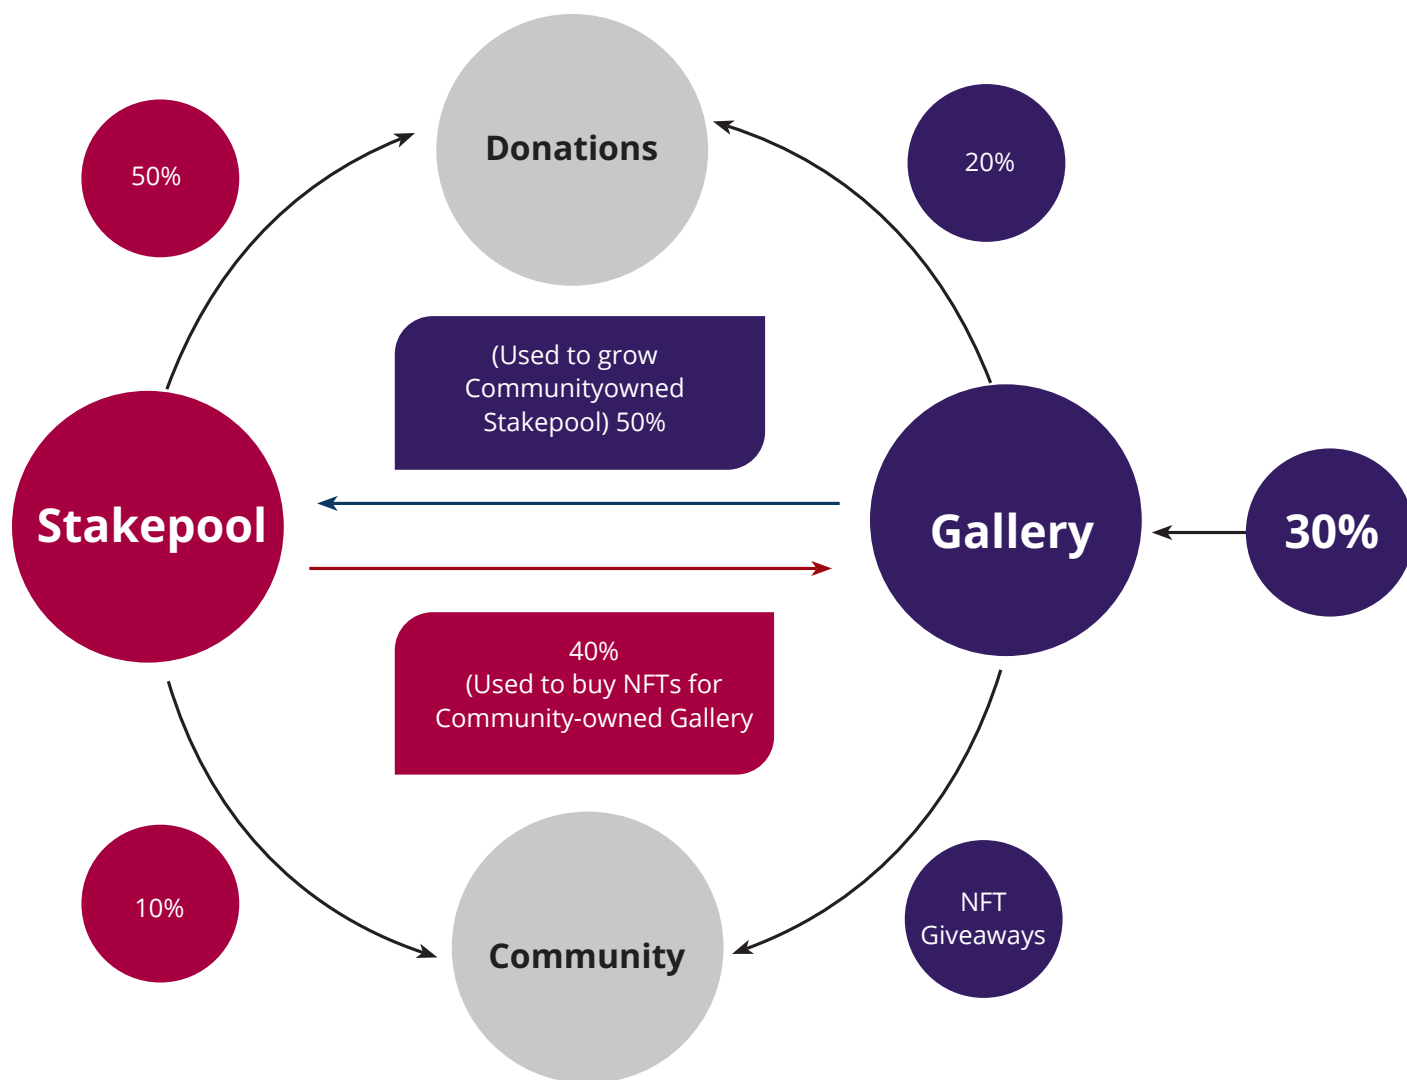 Donations
50%
20%
(Used to grow
Communityowned
Stakepool) 50%
Stakepool
Gallery
30%
40%
(Used to buy NFTs for
Community-owned Gallery
10%
NFT
Giveaways
Community